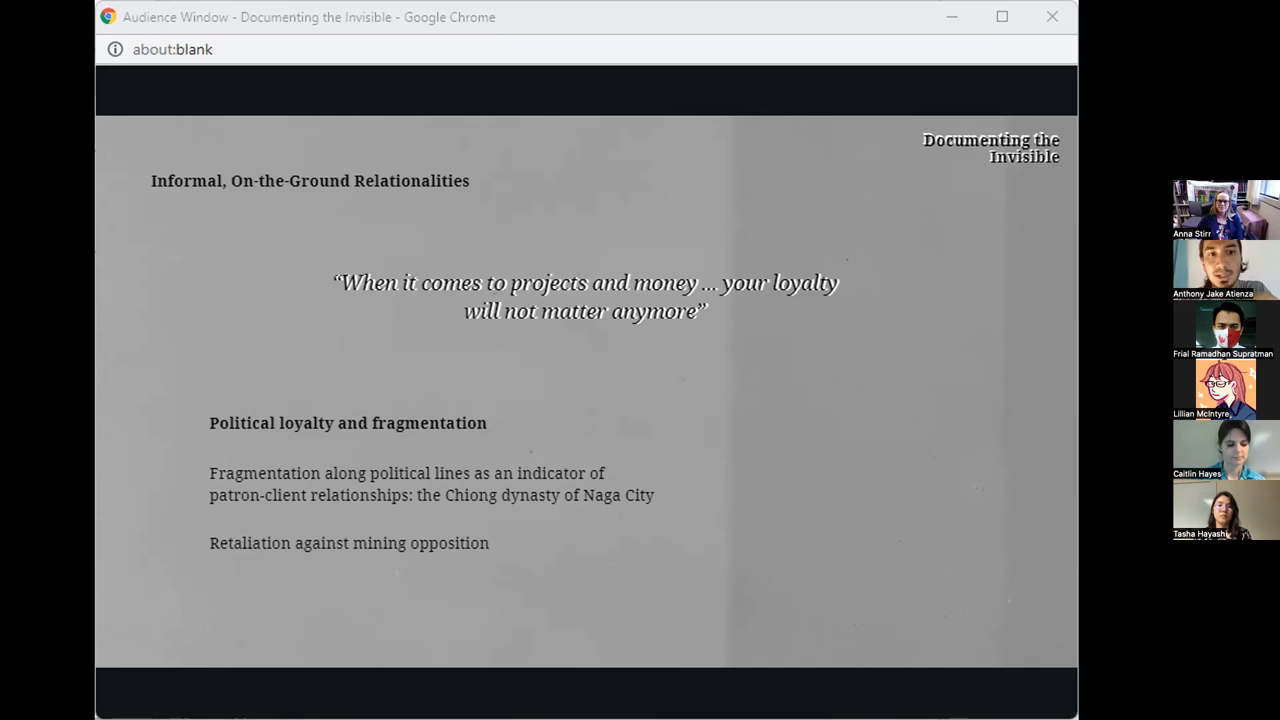 Audience Window - Documenting the Invisible - Google Chrome
about:blank
Documenting the
Invisible
Informal, On-the-Ground Relationalities
“When it comes to projects and money ... your loyalty
will not matter anymore”
Political loyalty and fragmentation
Fragmentation along political lines as an indicator of
patron-client relationships: the Chiong dynasty of Naga City
Retaliation against mining opposition
Anna Stirr
Anthony Jake Atienza
Frial Ramadhan Supratman
Lillian McIntyre
Caitlin Hayes
Tasha Hayashi